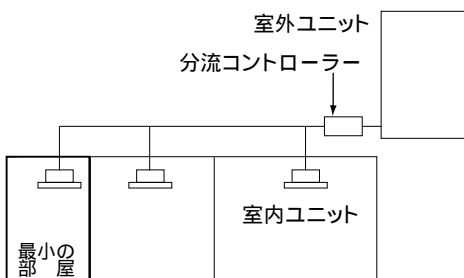 室外ユニット
分流コントローラー
室内ユニット
最小の
部屋